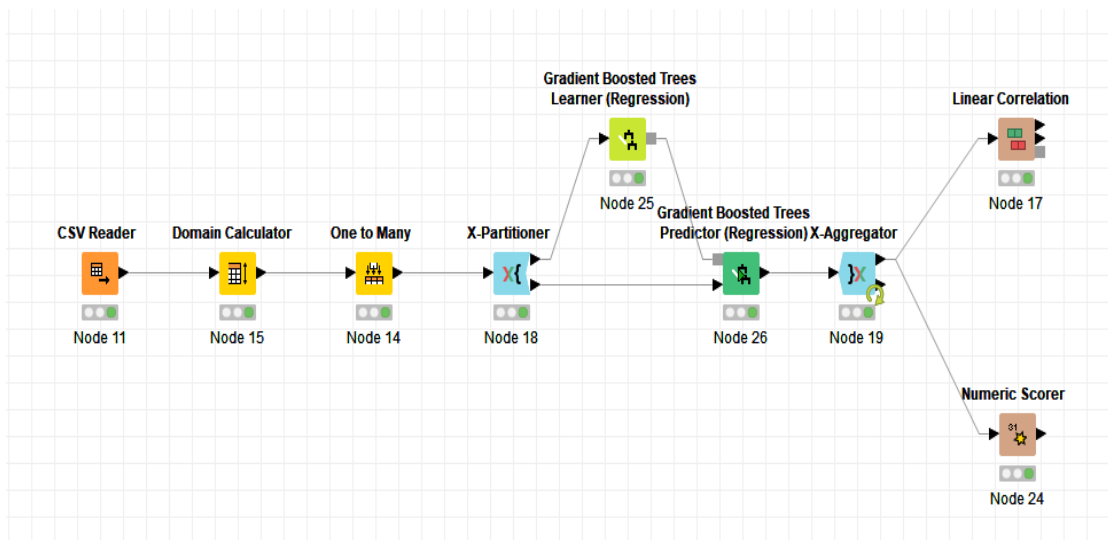 Gradient Boosted Trees
Learner (Regression)
Linear Correlation
Node 25
Node 17
CSV Reader
Domain Calculator
One to Many
X-Partitioner
Gradient Boosted Trees
Predictor (Regression)
X-Aggregator
Node 11
Node 15
Node 14
Node 18
Node 26
Node 19
Numeric Scorer
31
Node 24